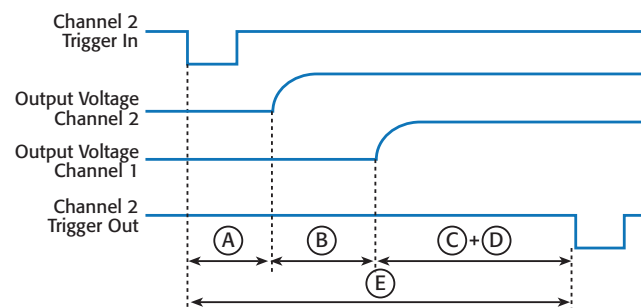 Channel 2
Trigger In
Output Voltage
Channel 2
Output Voltage
Channel 1
Channel 2
Trigger Out
A
B
C+D
E